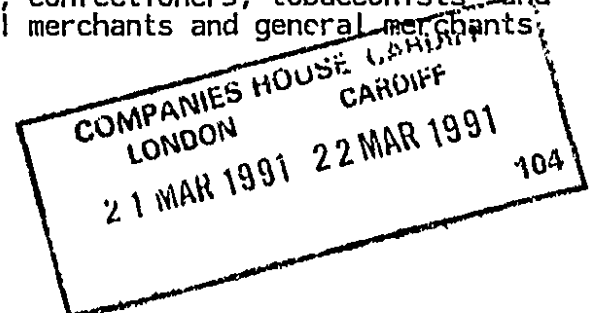 , confectioners, tobacconists, and
l merchants and general merchants;
COMPANIES HOUSE CARDIFF
LONDON CARDIFF
21 MAR 1991 22 MAR 1991
104